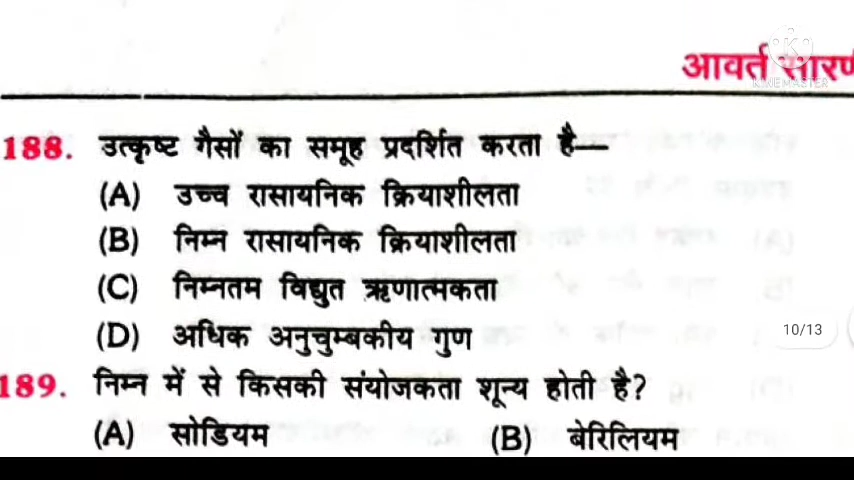 आवर्त सारणी
KINEMASTER
188. उत्कृष्ट गैसों का समूह प्रदर्शित करता है—
(A) उच्च रासायनिक क्रियाशीलता
(B) निम्न रासायनिक क्रियाशीलता
(C) निम्नतम विद्युत ऋणात्मकता
(D) अधिक अनुचुम्बकीय गुण
10/13
189. निम्न में से किसकी संयोजकता शून्य होती है?
(A) सोडियम (B) बेरिलियम